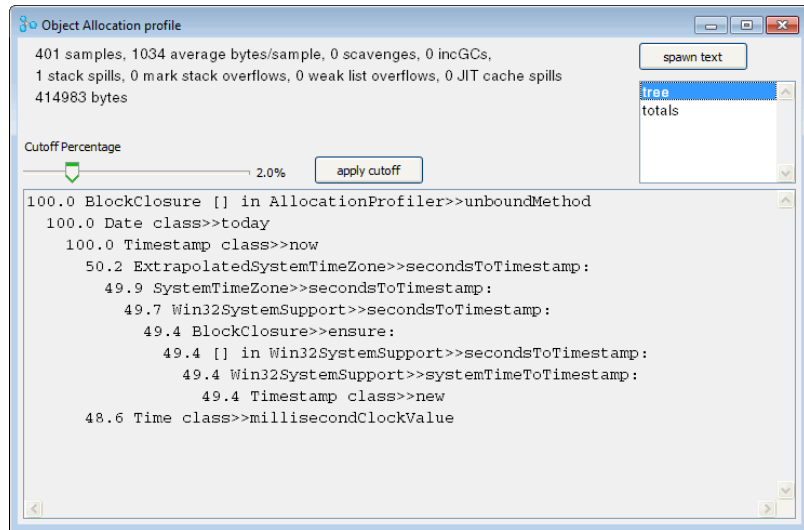 Object Allocation profile
401 samples, 1034 average bytes/sample, 0 scavenges, 0 incGCs,
1 stack spills, 0 mark stack overflows, 0 weak list overflows, 0 JIT cache spills
414983 bytes
spawn text
tree
totals
Cutoff Percentage
2.0%
apply cutoff
100.0 BlockClosure [] in AllocationProfiler>>unboundMethod
100.0 Date class>>today
100.0 Timestamp class>>now
50.2 ExtrapolatedSystemTimeZone>>secondsToTimestamp:
49.9 SystemTimeZone>>secondsToTimestamp:
49.7 Win32SystemSupport>>secondsToTimestamp:
49.4 BlockClosure>>ensure:
49.4 [] in Win32SystemSupport>>secondsToTimestamp:
49.4 Win32SystemSupport>>systemTimeToTimestamp:
49.4 Timestamp class>>new
48.6 Time class>>millisecondClockValue